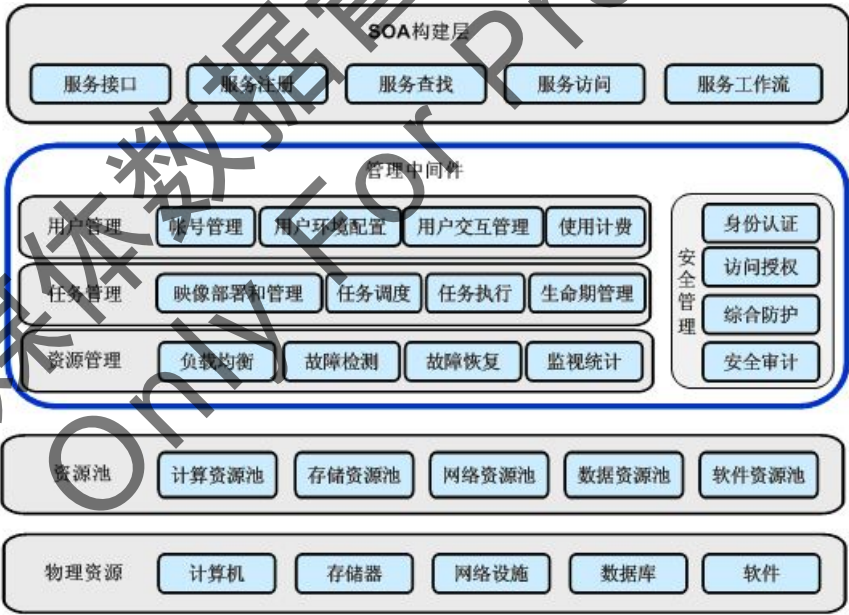 SOA构建层
服务接口 服务注册 服务查找 服务访问 服务工作流
管理中间件
用户管理 帐号管理 用户环境配置 用户交互管理 使用计费
任务管理 映像部署和管理 任务调度 任务执行 生命期管理
资源管理 负载均衡 故障检测 故障恢复 监视统计
安全管理
身份认证
访问授权
综合防护
安全审计
资源池 计算资源池 存储资源池 网络资源池 数据资源池 软件资源池
物理资源 计算机 存储器 网络设施 数据库 软件
媒体数据管
Only For Pr